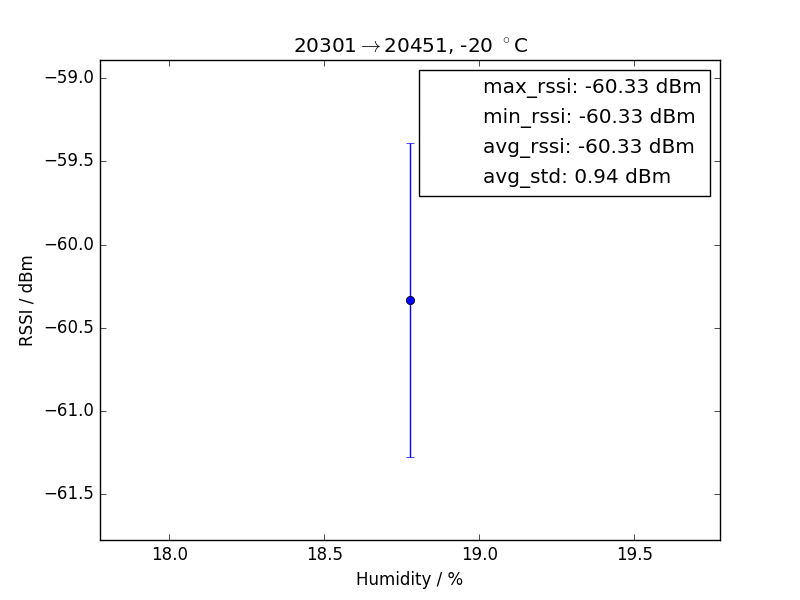 20301→20451, -20 °C
max_rssi: -60.33 dBm
min_rssi: -60.33 dBm
avg_rssi: -60.33 dBm
avg_std: 0.94 dBm
RSSI / dBm
−59.0
−59.5
−60.0
−60.5
−61.0
−61.5
18.0 18.5 19.0 19.5
Humidity / %